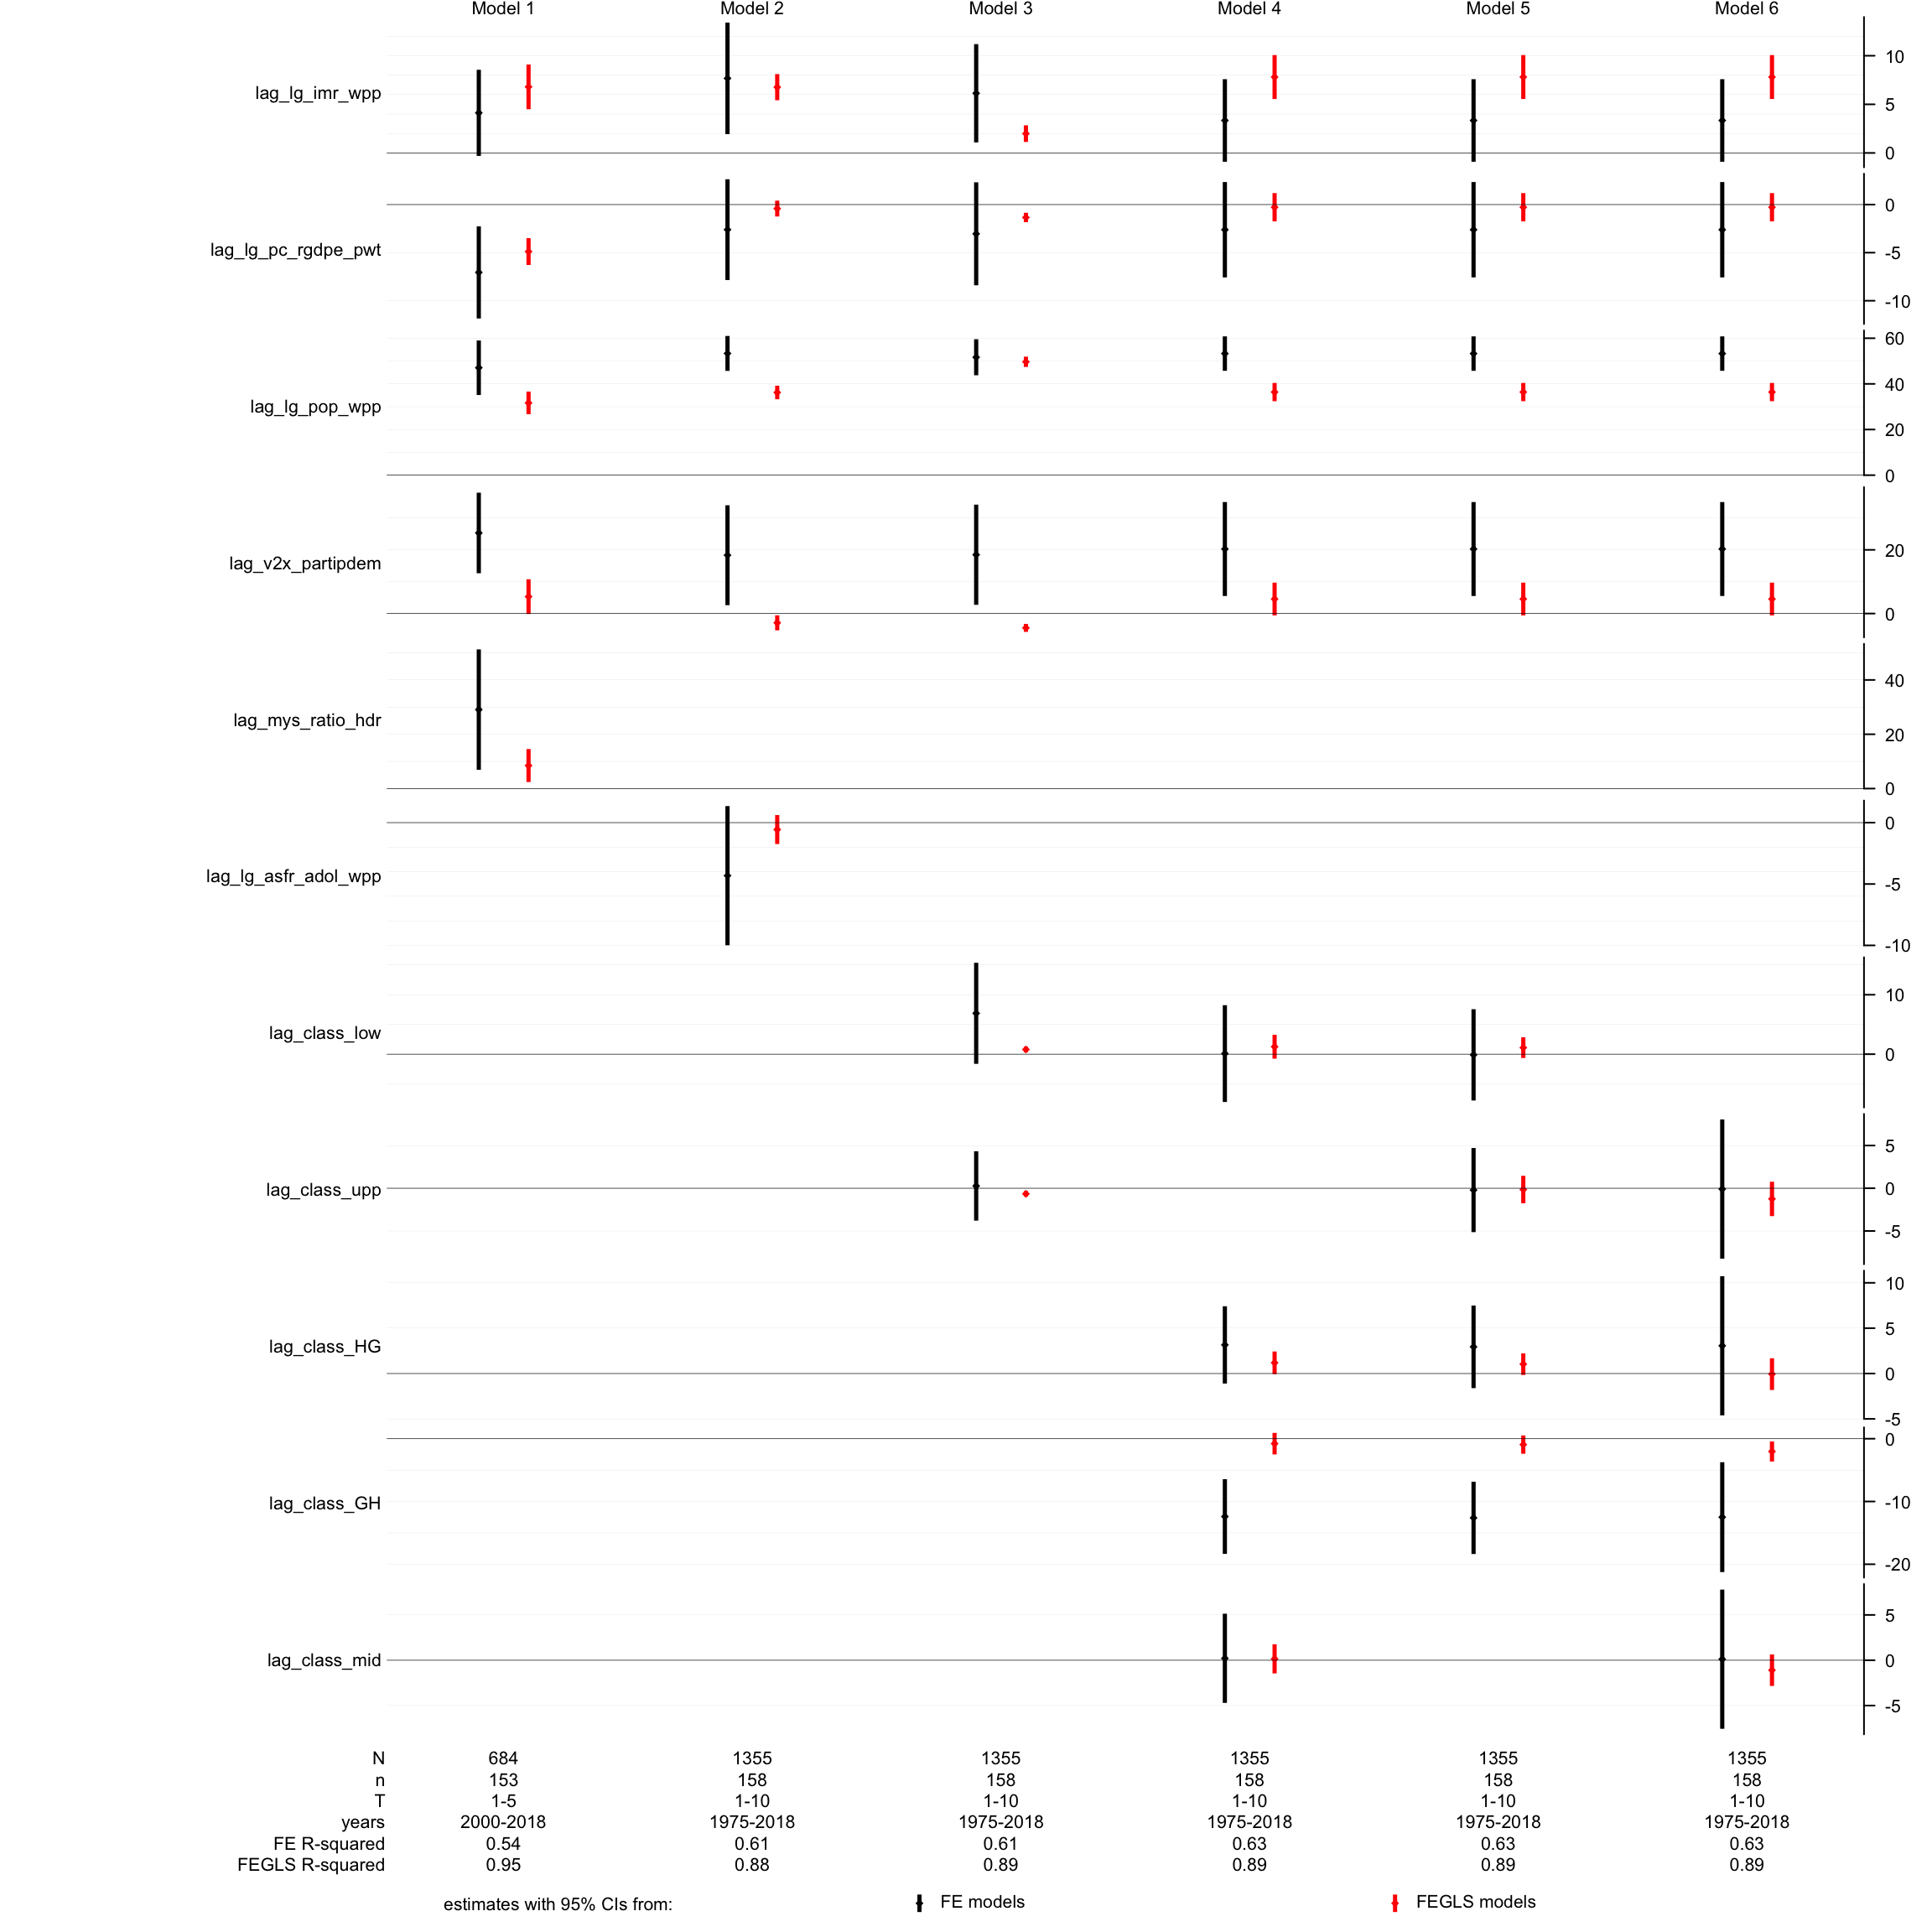 Model 1 Model 2 Model 3 Model 4 Model 5 Model 6
lag_lg_imr_wpp
10
5
0
lag_lg_pc_rgdpe_pwt
0
-5
-10
lag_lg_pop_wpp
60
40
20
0
lag_v2x_partipdem
20
0
lag_mys_ratio_hdr
40
20
0
lag_lg_asfr_adol_wpp
0
-5
-10
lag_class_low
10
0
lag_class_upp
5
0
-5
lag_class_HG
10
5
0
-5
lag_class_GH
0
-10
-20
lag_class_mid
5
0
-5
N 684 1355 1355 1355 1355 1355
n 153 158 158 158 158 158
T 1-5 1-10 1-10 1-10 1-10 1-10
years 2000-2018 1975-2018 1975-2018 1975-2018 1975-2018 1975-2018
FE R-squared 0.54 0.61 0.61 0.63 0.63 0.63
FEGLS R-squared 0.95 0.88 0.89 0.89 0.89 0.89
estimates with 95% CIs from: FE models FEGLS models